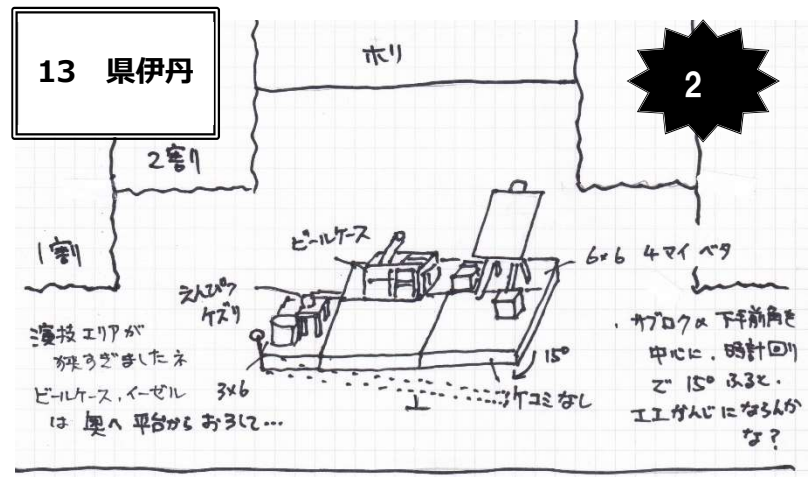 13 県伊丹
2
ホリ
2割
1割
ビールケース
えんぴつ
ケズリ
6×6 4マイ ベタ
演技エリアが
狭すぎましたネ
ビールケース、イーゼル
は 奥へ 平台から おろして…
3×6
15°
ケコミなし
・サブロクの 下手前角を
中心に、時計回り
で 15° ふると、
エエかんじにならんか
な?